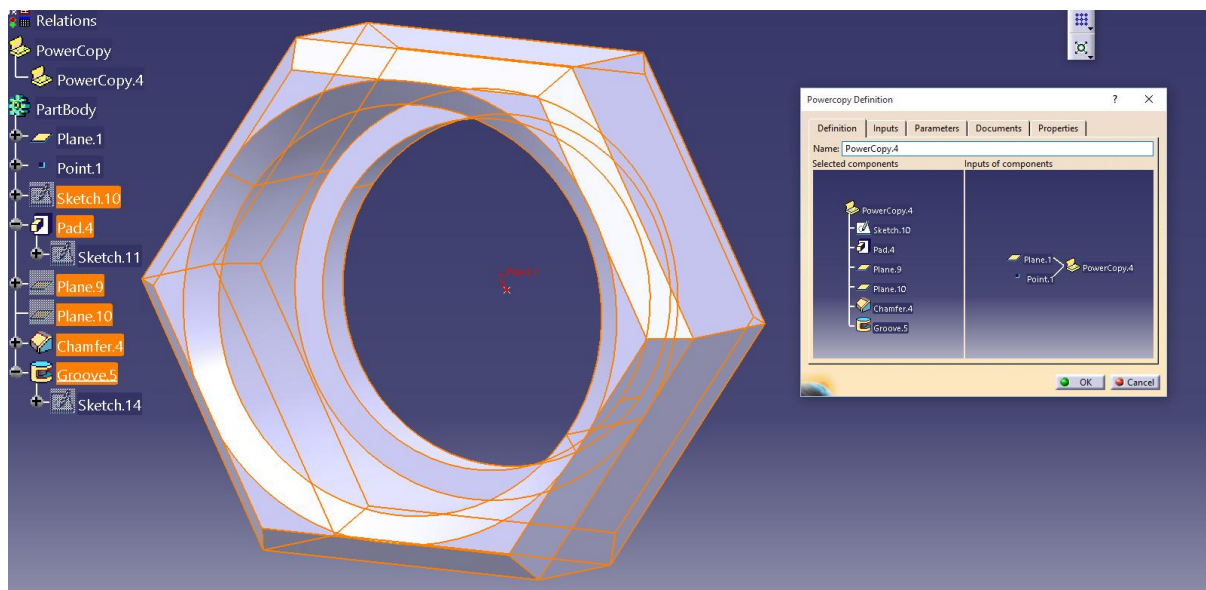 Relations
PowerCopy
PowerCopy.4
PartBody
Plane.1
Point.1
Sketch.10
Pad.4
Sketch.11
Plane.9
Plane.10
Chamfer.4
Groove.5
Sketch.14
Point.1
Powercopy Definition ? ×
Definition Inputs Parameters Documents Properties
Name: PowerCopy.4
Selected components Inputs of components
PowerCopy.4
Sketch.10
Pad.4
Plane.9
Plane.10
Chamfer.4
Groove.5
Plane.1
Point.1
PowerCopy.4
OK Cancel